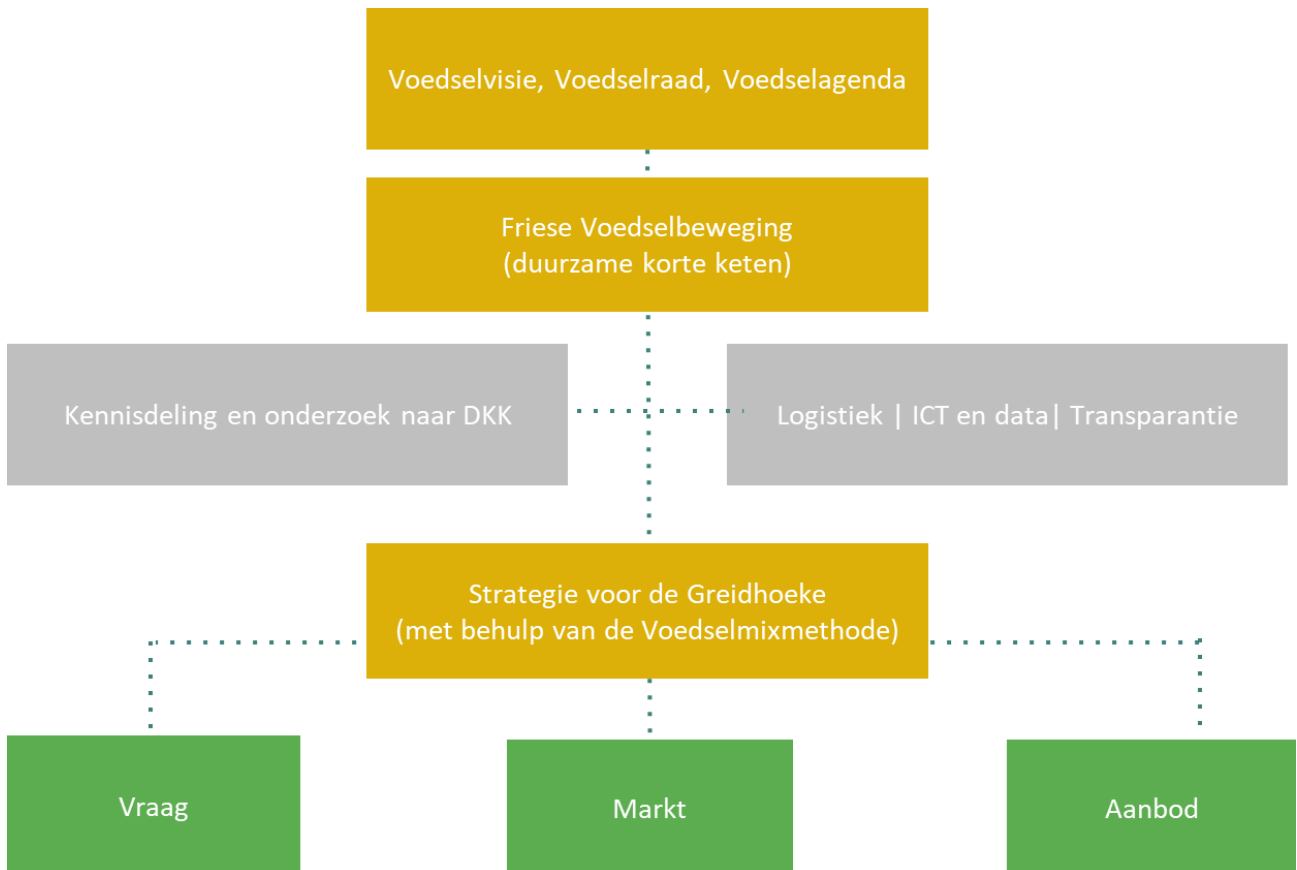 Voedselvisie, Voedselraad, Voedselagenda
Friese Voedselbeweging
(duurzame korte keten)
Kennisdeling en onderzoek naar DKK
Logistiek | ICT en data| Transparantie
Strategie voor de Greidhoeke
(met behulp van de Voedselmixmethode)
Vraag
Markt
Aanbod